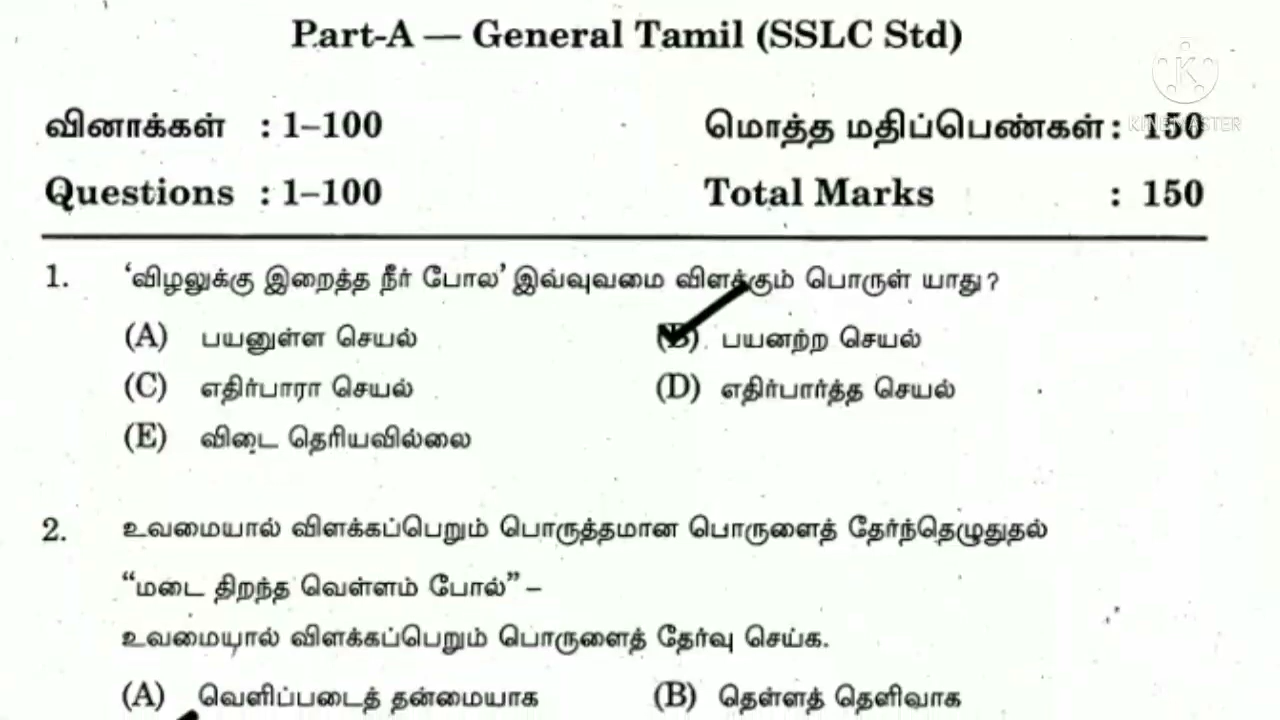 Part-A — General Tamil (SSLC Std)
வினாக்கள் : 1–100 மொத்த மதிப்பெண்கள் : 150
Questions : 1–100 Total Marks : 150
1. ‘விழலுக்கு இறைத்த நீர் போல’ இவ்வுவமை விளக்கும் பொருள் யாது?
(A) பயனுள்ள செயல் (B) பயனற்ற செயல்
(C) எதிர்பாரா செயல் (D) எதிர்பார்த்த செயல்
(E) விடை தெரியவில்லை
2. உவமையால் விளக்கப்பெறும் பொருத்தமான பொருளைத் தேர்ந்தெழுதுதல்
“மடை திறந்த வெள்ளம் போல்” –
உவமையால் விளக்கப்பெறும் பொருளைத் தேர்வு செய்க.
(A) வெளிப்படைத் தன்மையாக (B) தெள்ளத் தெளிவாக
KINEMASTER